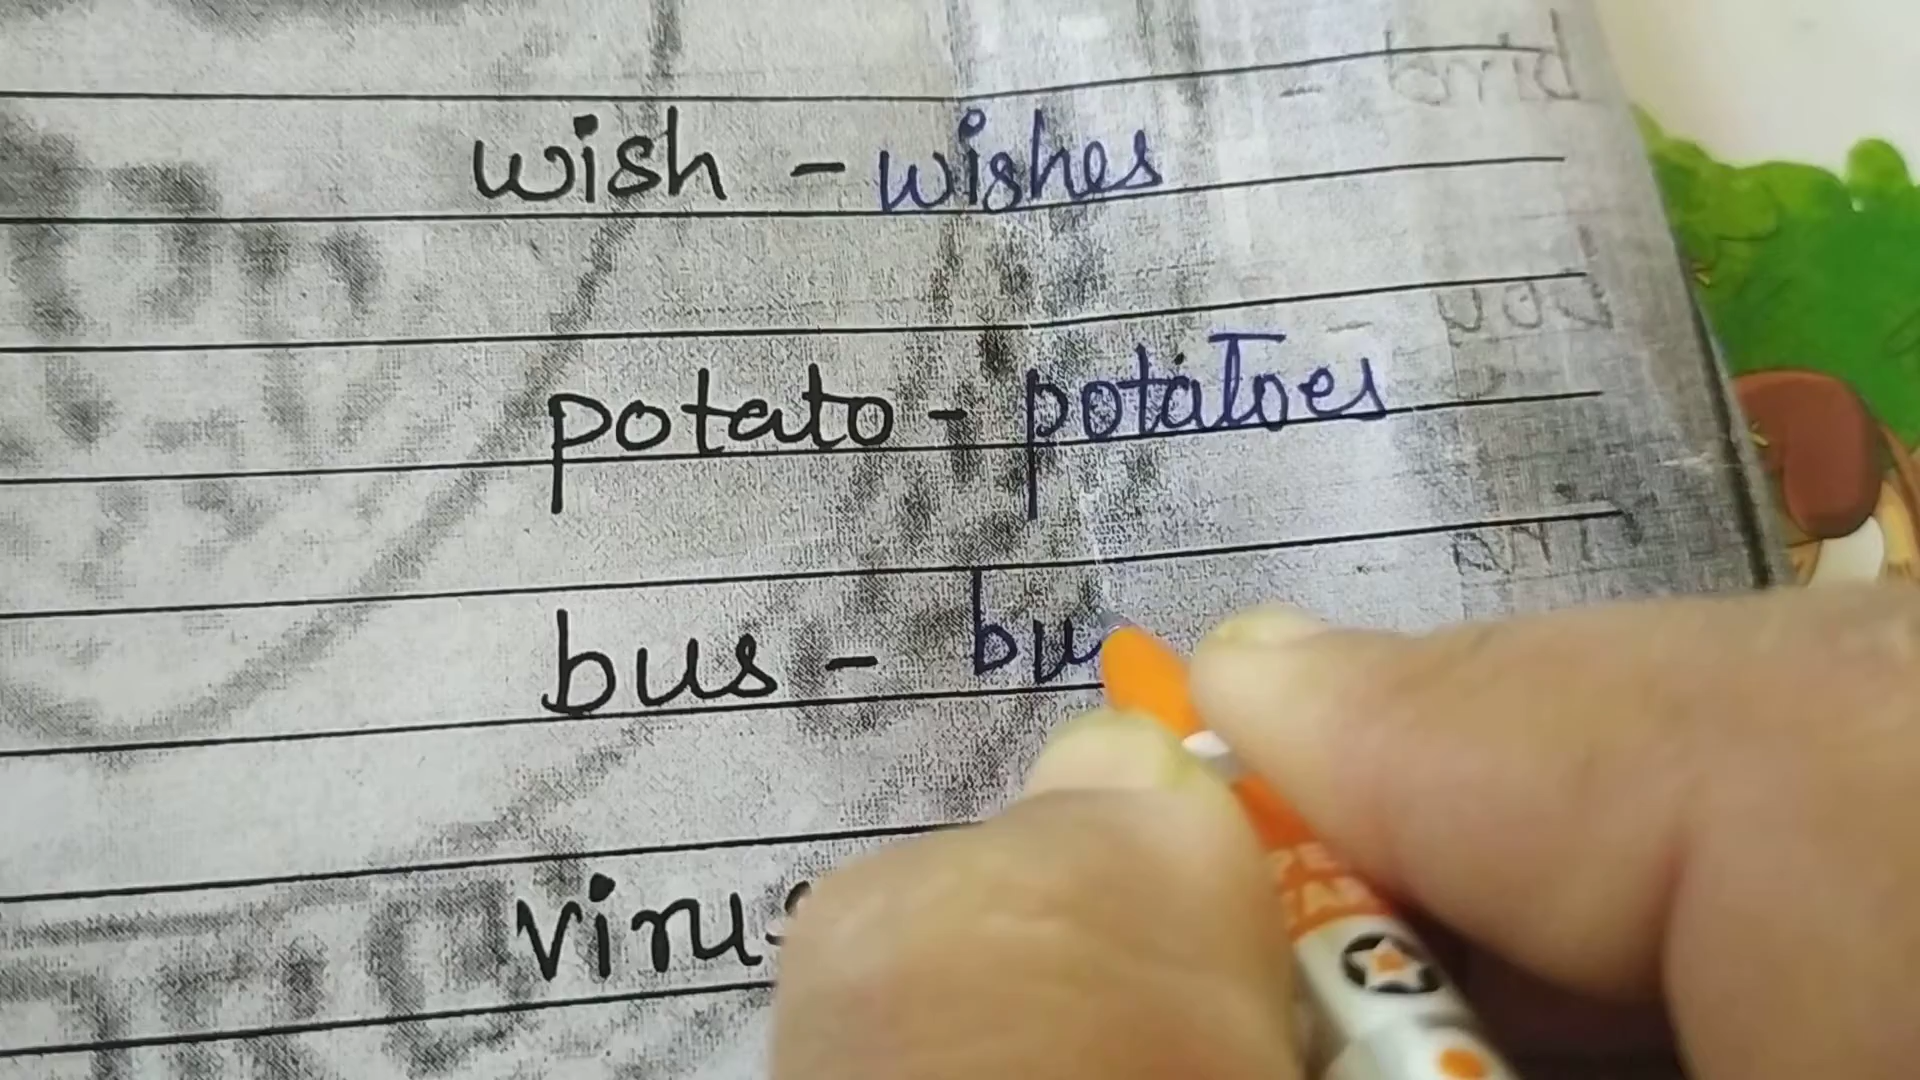 wish - wishes
potato - potatoes
bus - bu
virus